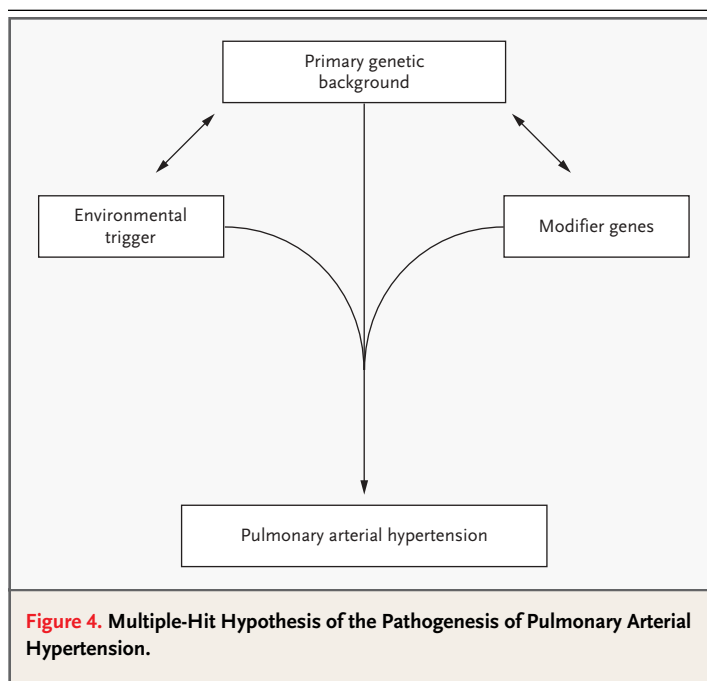 Primary genetic
background
Environmental
trigger
Modifier genes
Pulmonary arterial hypertension
Figure 4. Multiple-Hit Hypothesis of the Pathogenesis of Pulmonary Arterial
Hypertension.